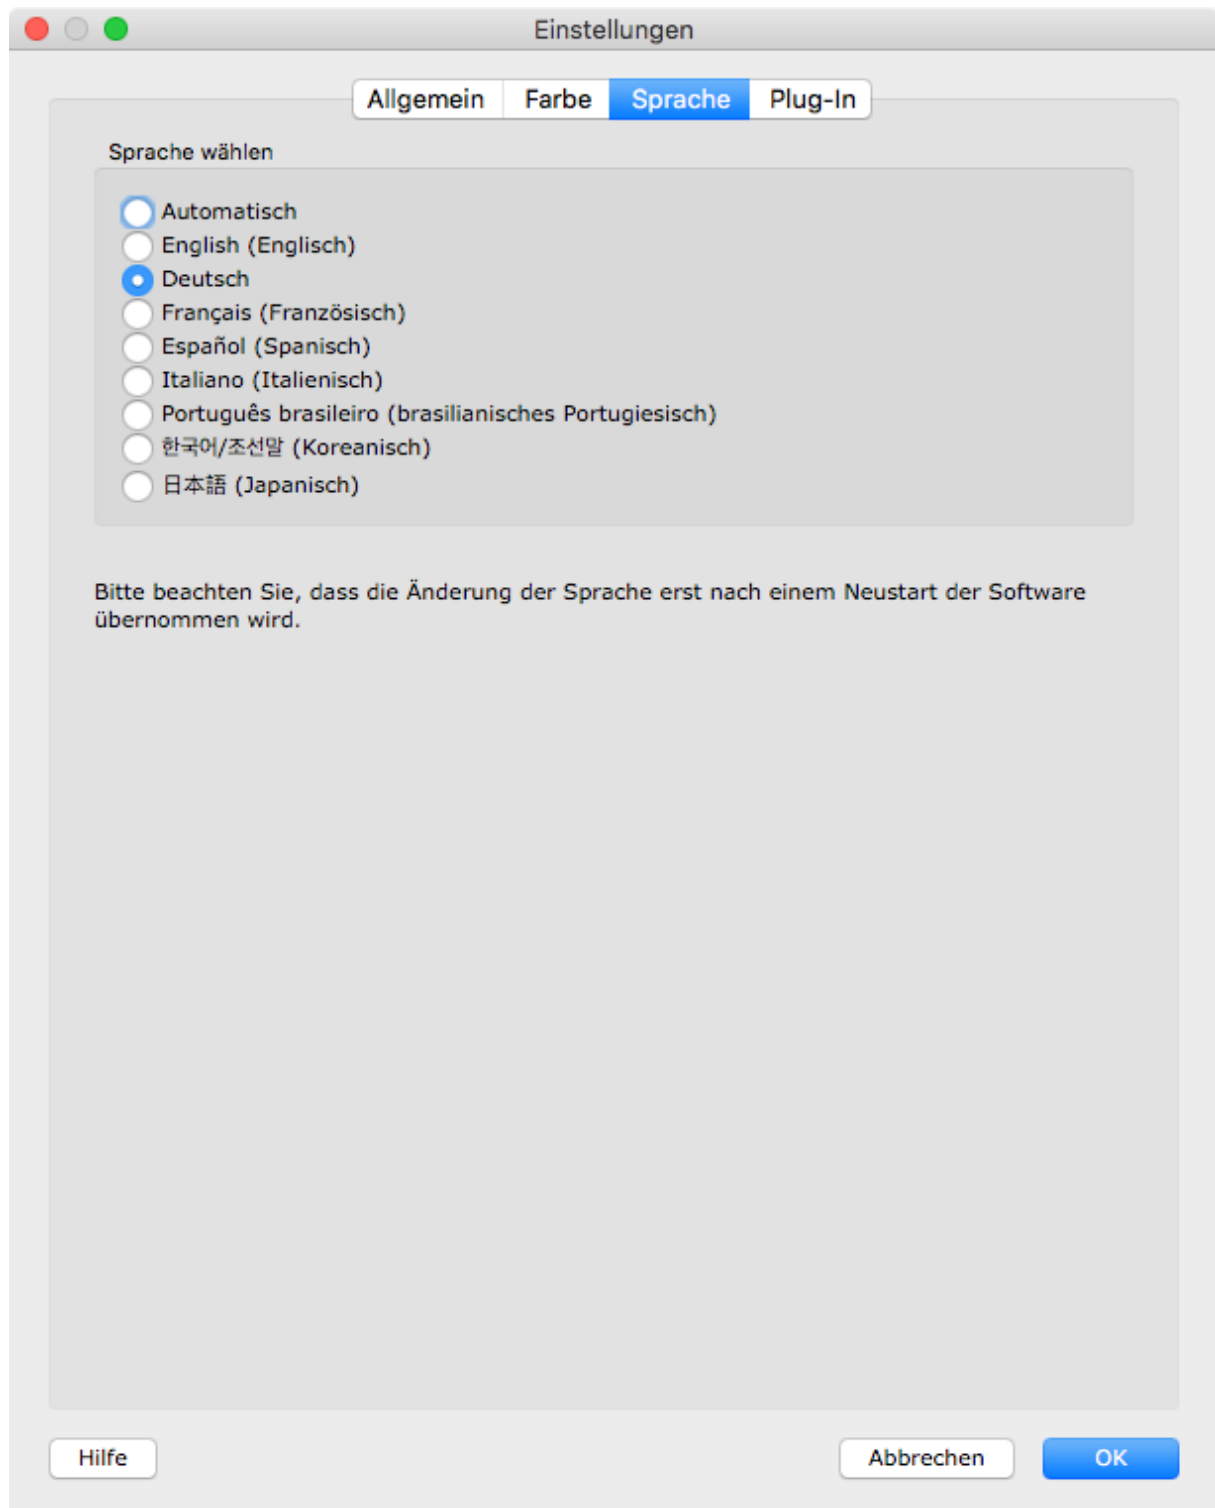 Einstellungen
Allgemein Farbe Sprache Plug-In
Sprache wählen
Automatisch
English (Englisch)
Deutsch
Français (Französisch)
Español (Spanisch)
Italiano (Italienisch)
Português brasileiro (brasilianisches Portugiesisch)
한국어/조선말 (Koreanisch)
日本語 (Japanisch)
Bitte beachten Sie, dass die Änderung der Sprache erst nach einem Neustart der Software
übernommen wird.
Hilfe Abbrechen OK